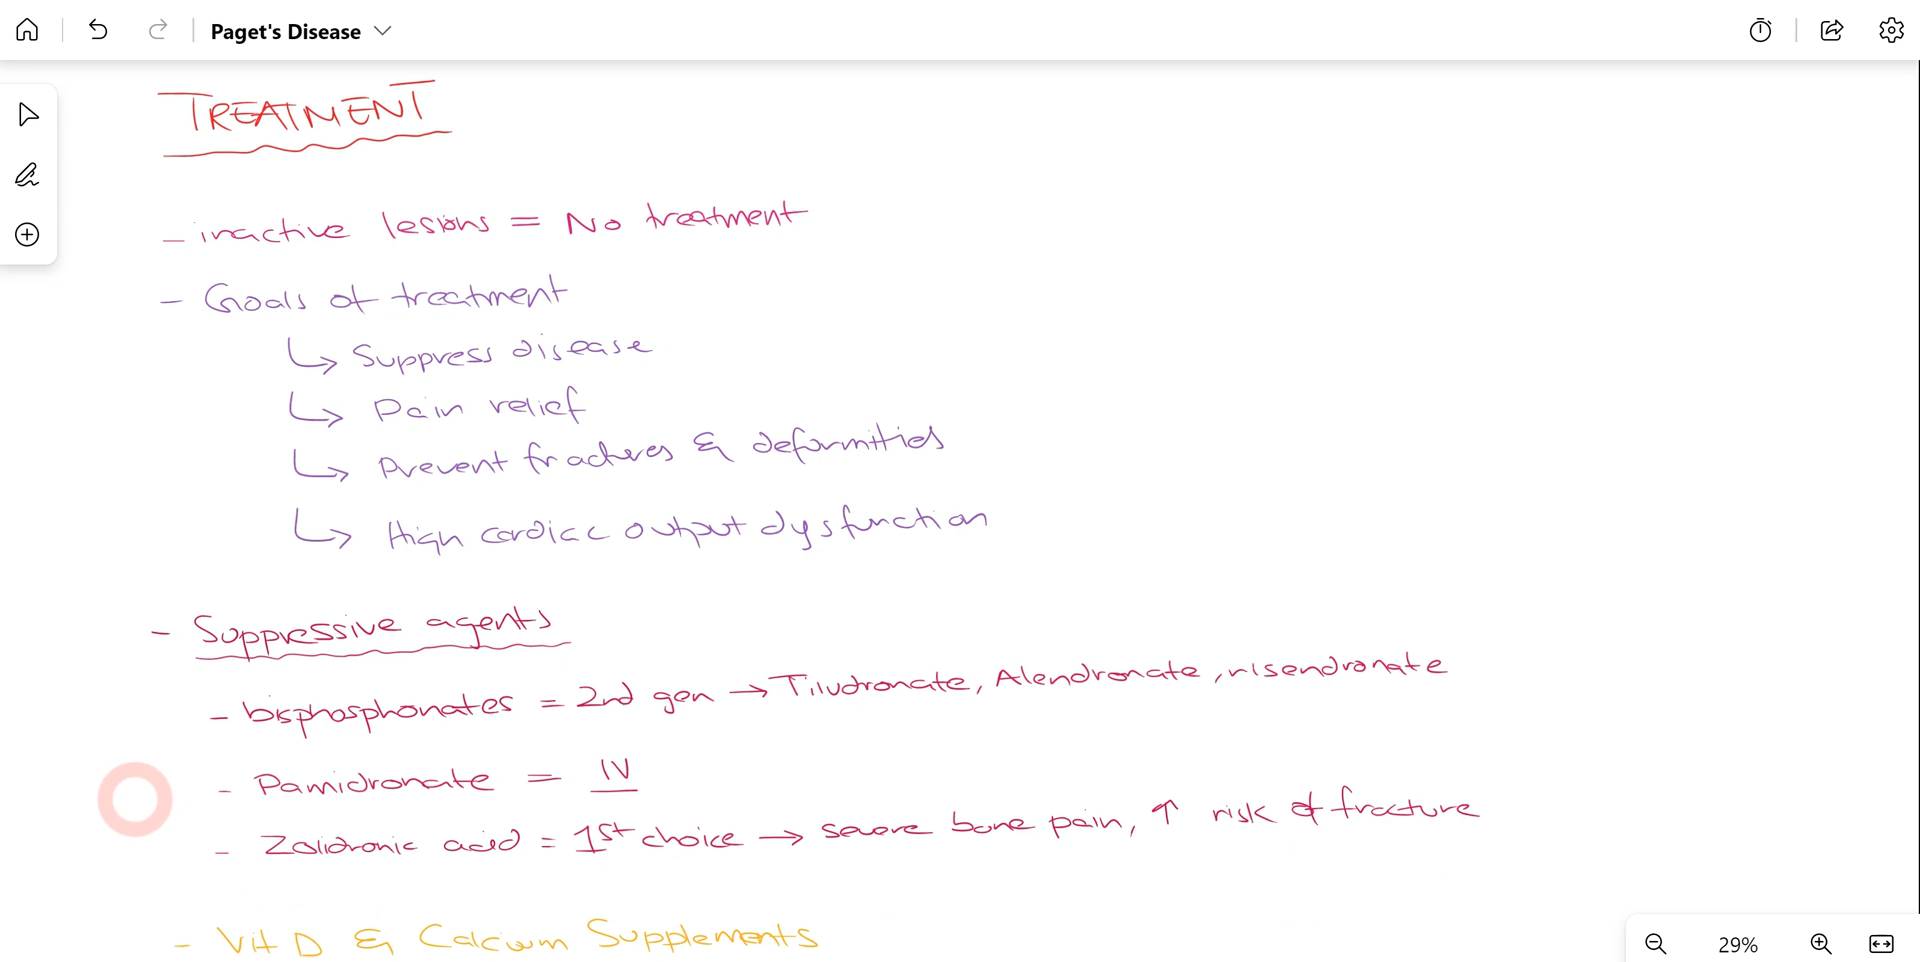 Paget's Disease
TREATMENT
- inactive lesions = No treatment
- Goals of treatment
↳ Suppress disease
↳ Pain relief
↳ Prevent fractures & deformities
↳ High cardiac output dysfunction
- Suppressive agents
- bisphosphonates = 2nd gen → Tiludronate, Alendronate, risendronate
- Pamidronate = IV
- Zolidronic acid = 1st choice → severe bone pain, ↑ risk of fracture
- Vit D & Calcium Supplements
29%